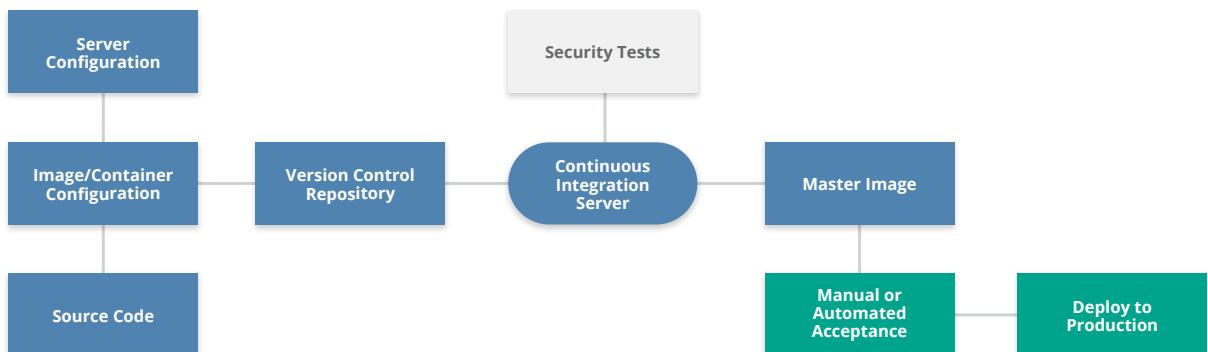 Server
Configuration
Security Tests
Image/Container
Configuration
Version Control
Repository
Continuous
Integration
Server
Master Image
Source Code
Manual or
Automated
Acceptance
Deploy to
Production